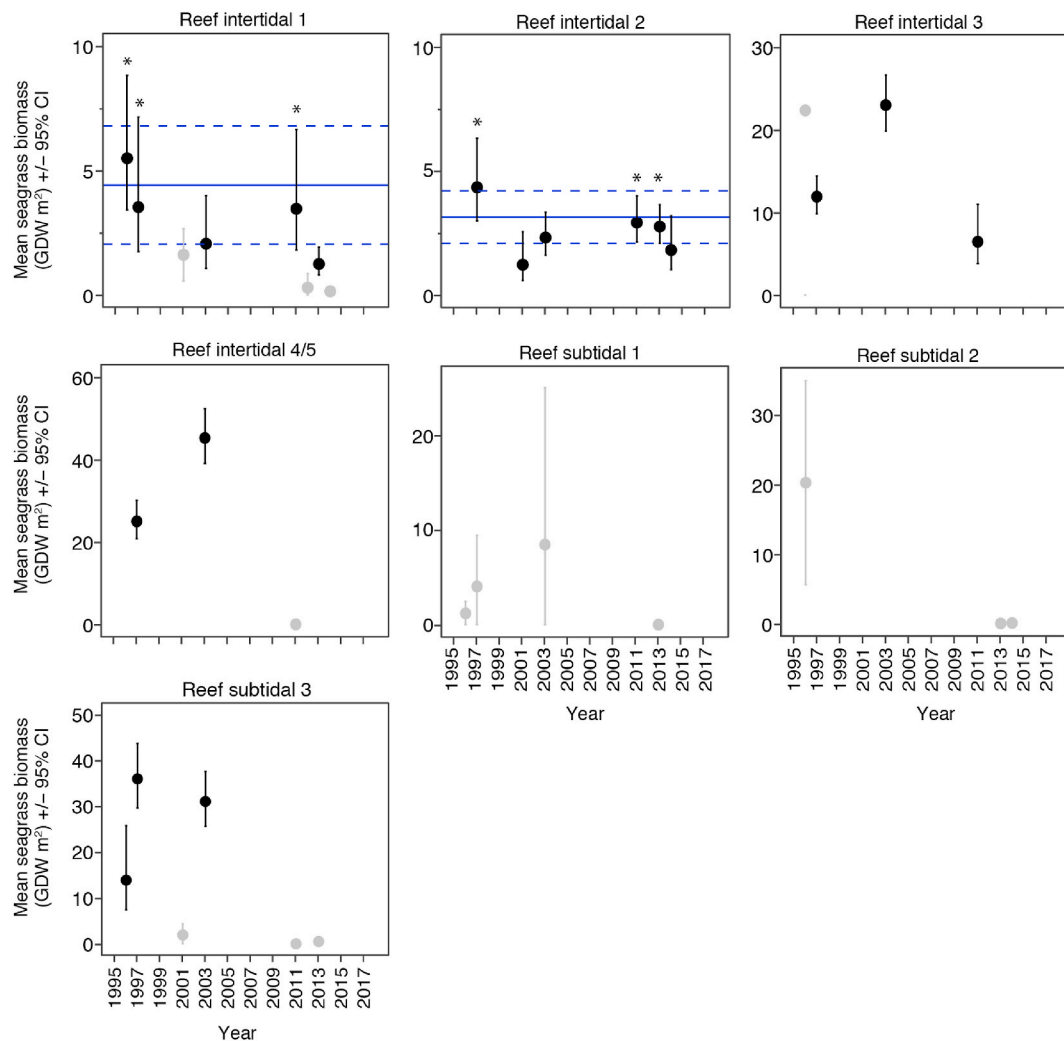 Reef intertidal 1
Reef intertidal 2
Reef intertidal 3
Mean seagrass biomass
(GDW m²) +/− 95% CI
10
5
0
*
*
*
10
5
0
*
*
*
30
20
10
0
Reef intertidal 4/5
Reef subtidal 1
Reef subtidal 2
Mean seagrass biomass
(GDW m²) +/− 95% CI
60
40
20
0
20
10
0
30
20
10
0
1995 1997 1999 2001 2003 2005 2007 2009 2011 2013 2015 2017
Year
1995 1997 1999 2001 2003 2005 2007 2009 2011 2013 2015 2017
Year
Reef subtidal 3
Mean seagrass biomass
(GDW m²) +/− 95% CI
50
40
30
20
10
0
1995 1997 1999 2001 2003 2005 2007 2009 2011 2013 2015 2017
Year